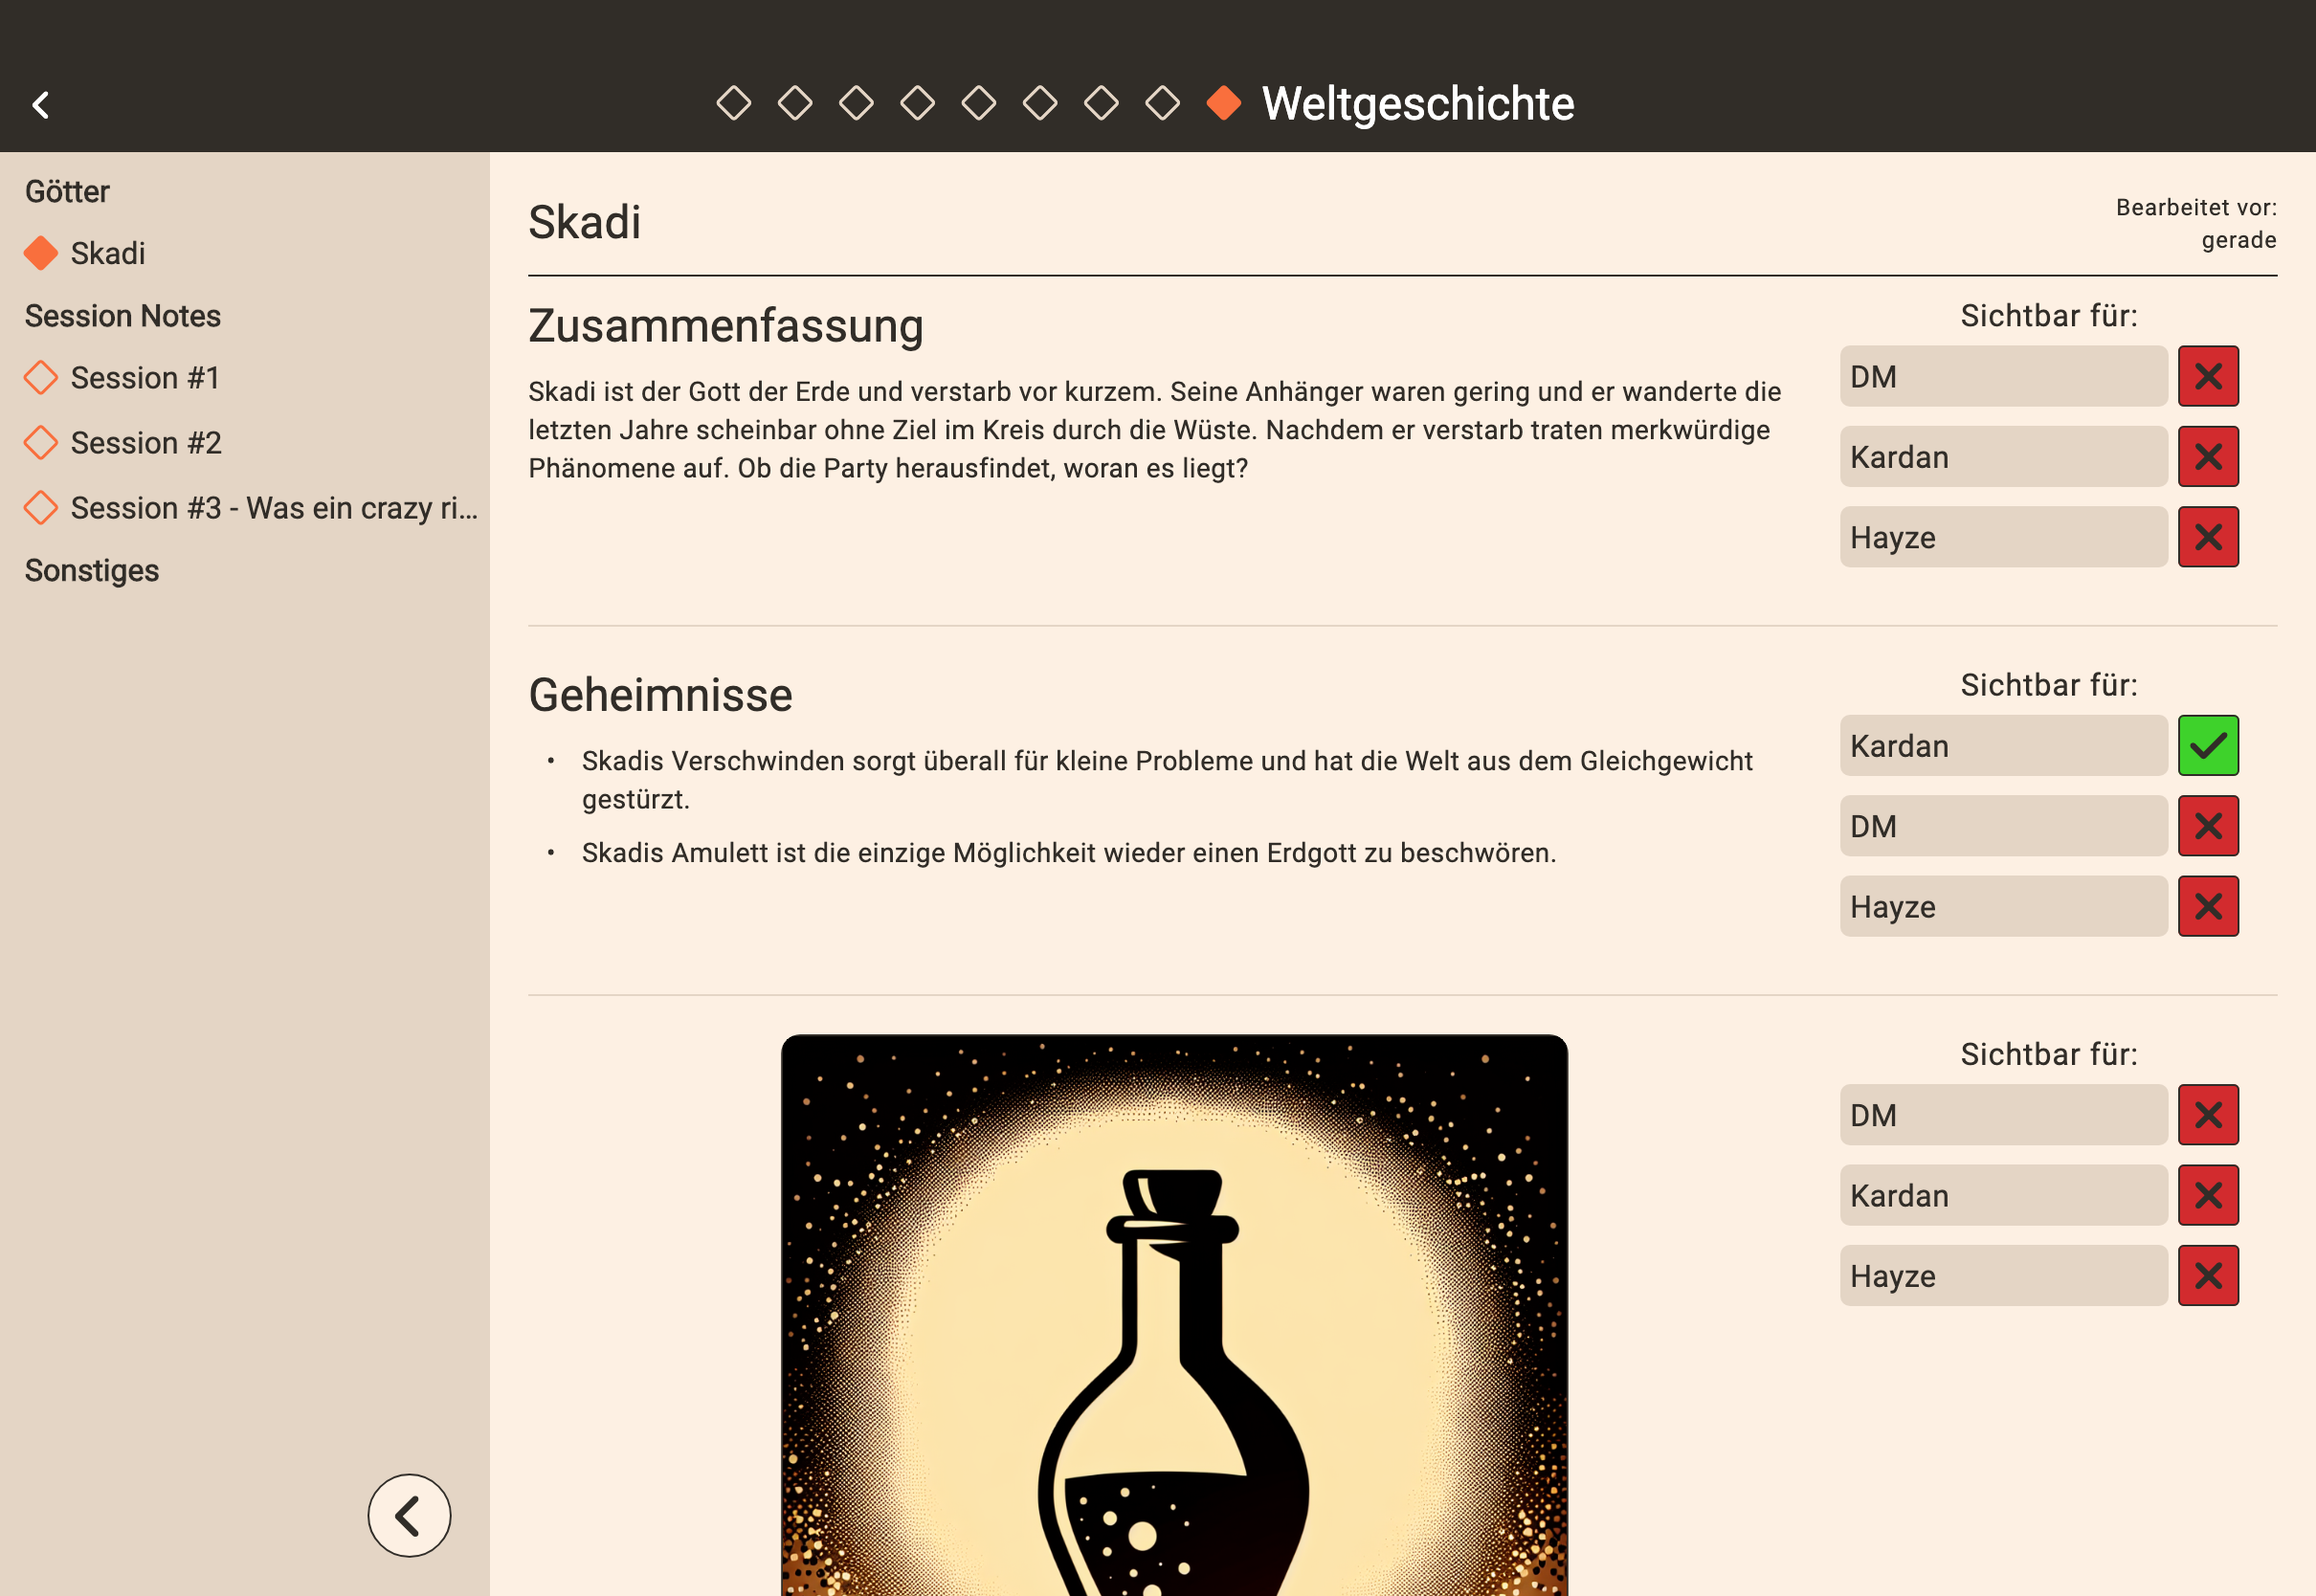 Weltgeschichte
Götter
Skadi
Session Notes
Session #1
Session #2
Session #3 - Was ein crazy ri...
Sonstiges
Skadi
Bearbeitet vor:
gerade
Zusammenfassung
Skadi ist der Gott der Erde und verstarb vor kurzem. Seine Anhänger waren gering und er wanderte die
letzten Jahre scheinbar ohne Ziel im Kreis durch die Wüste. Nachdem er verstarb traten merkwürdige
Phänomene auf. Ob die Party herausfindet, woran es liegt?
Sichtbar für:
DM
Kardan
Hayze
Geheimnisse
• Skadis Verschwinden sorgt überall für kleine Probleme und hat die Welt aus dem Gleichgewicht
gestürzt.
• Skadis Amulett ist die einzige Möglichkeit wieder einen Erdgott zu beschwören.
Sichtbar für:
Kardan
DM
Hayze
Sichtbar für:
DM
Kardan
Hayze